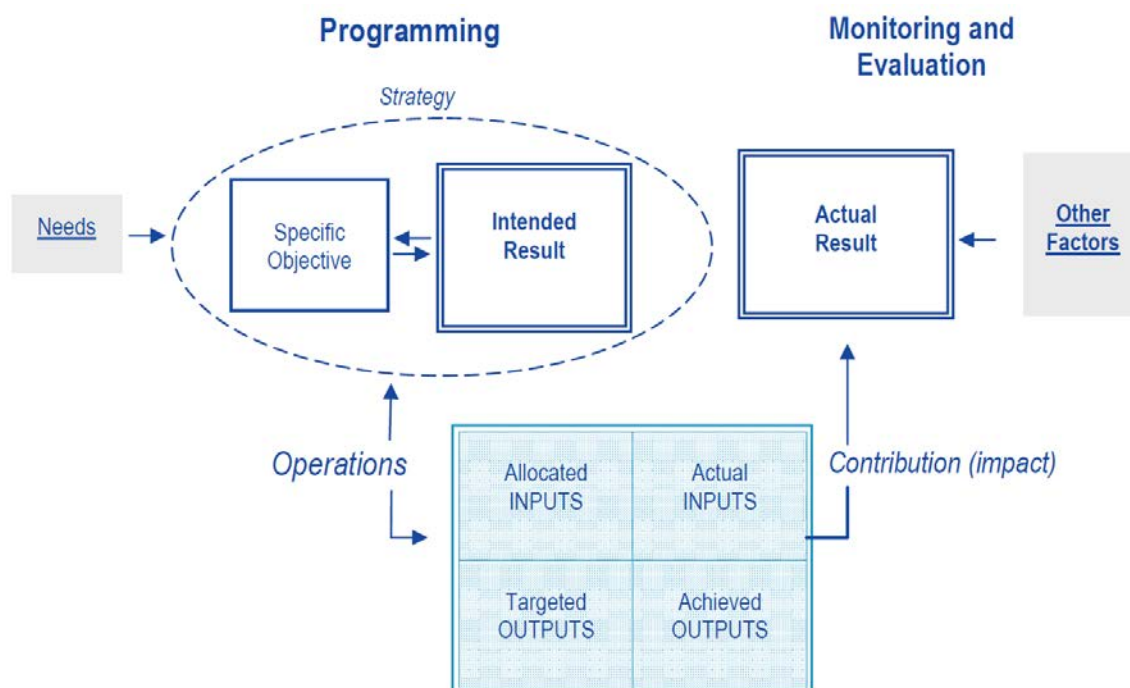 Programming
Monitoring and
Evaluation
Strategy
Needs
Specific
Objective
Intended
Result
Actual
Result
Other
Factors
Operations
Allocated
INPUTS
Actual
INPUTS
Contribution (impact)
Targeted
OUTPUTS
Achieved
OUTPUTS